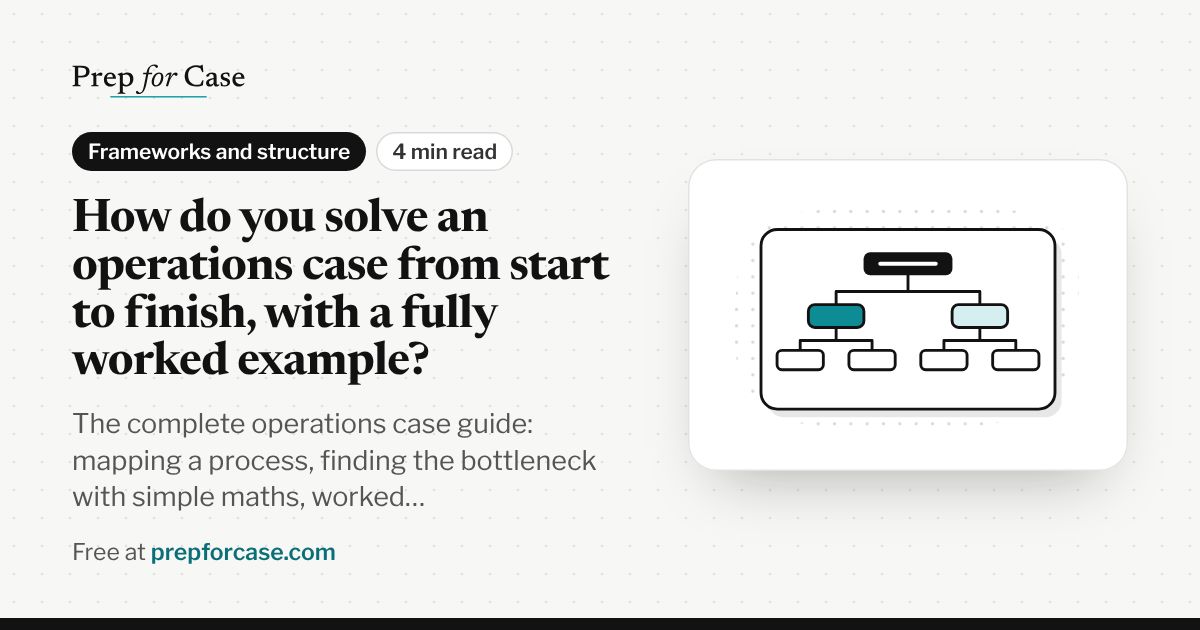 Prep for Case
Frameworks and structure
4 min read
How do you solve an
operations case from start
to finish, with a fully
worked example?
The complete operations case guide:
mapping a process, finding the bottleneck
with simple maths, worked...
Free at prepforcase.com